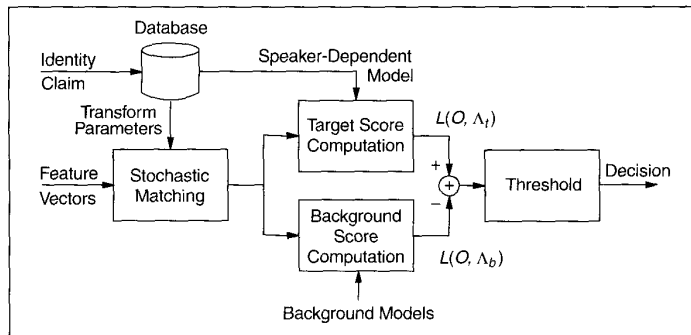 Database
Identity
Claim
Speaker-Dependent
Model
Transform
Parameters
Feature
Vectors
Stochastic
Matching
Target Score
Computation
L(O, Λt)
+
+
−
Threshold
Decision
Background
Score
Computation
L(O, Λb)
Background Models